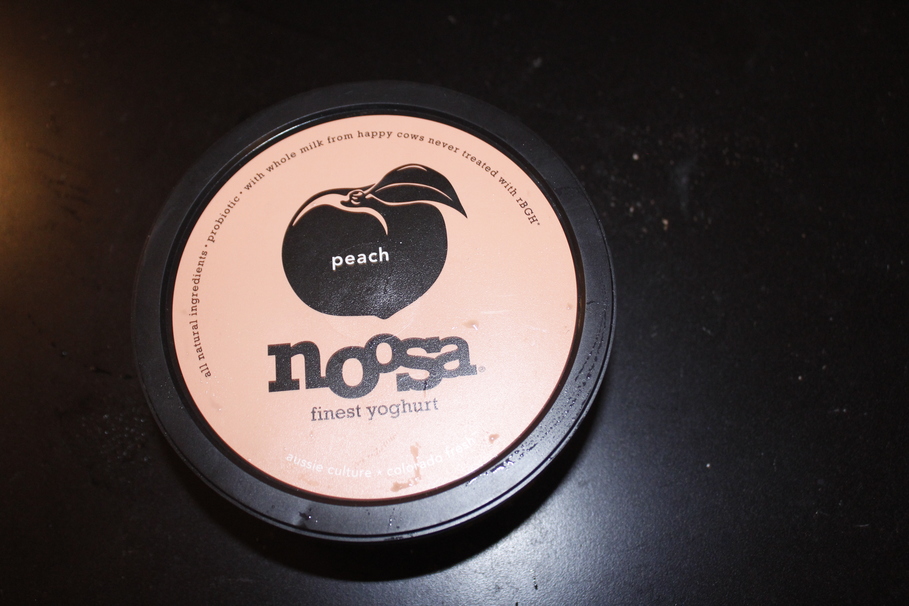 all natural ingredients • probiotic • with whole milk from happy cows never treated with rBGH*
peach
noosa®
finest yoghurt
aussie culture • colorado fresh